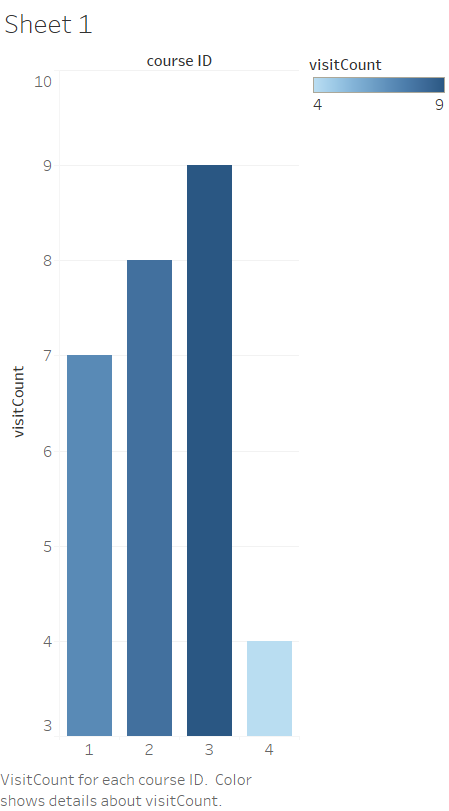 Sheet 1
course ID
visitCount
4 9
10
9
8
7
6
5
4
3
visitCount
1 2 3 4
VisitCount for each course ID. Color
shows details about visitCount.